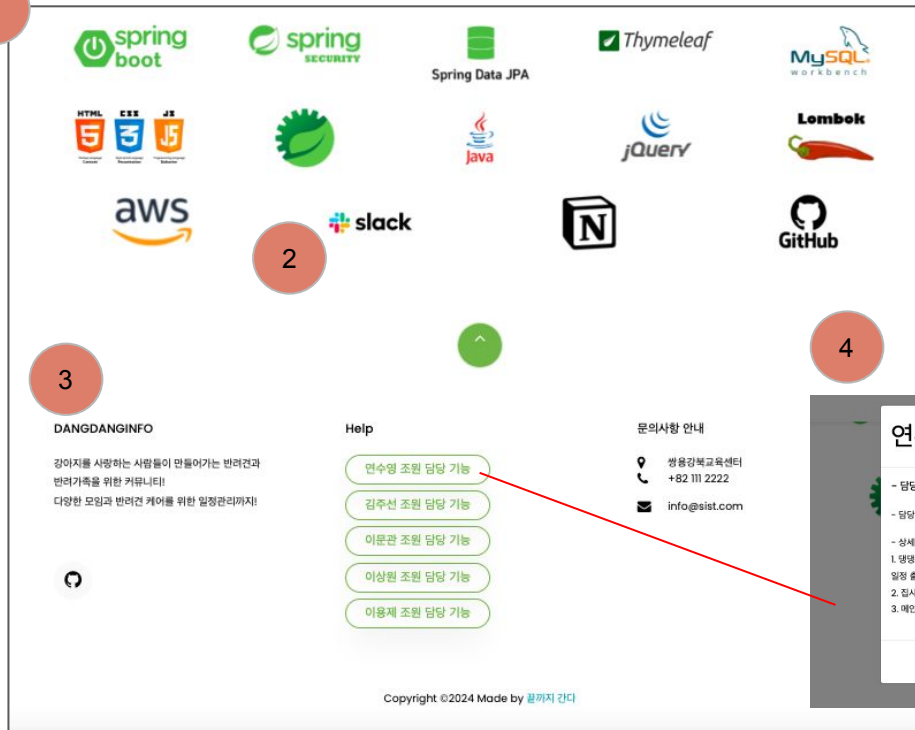 spring boot
spring SECURITY
Spring Data JPA
Thymeleaf
MySQL workbench
HTML CSS JS
5 3 JS
Java
jQuery
Lombok
aws
slack
N
GitHub
2
4
3
DANGDANGINFO
강아지를 사랑하는 사람들이 만들어가는 반려견과
반려가족을 위한 커뮤니티!
다양한 모임과 반려견 케어를 위한 일정관리까지!
Help
연수영 조원 담당 기능
김주선 조원 담당 기능
이문관 조원 담당 기능
이상원 조원 담당 기능
이용제 조원 담당 기능
문의사항 안내
쌍용강북교육센터
+82 111 2222
info@sist.com
- 상세
1. 댕댕
일정
2. 집사
3. 메인
Copyright ©2024 Made by 끝까지 간다